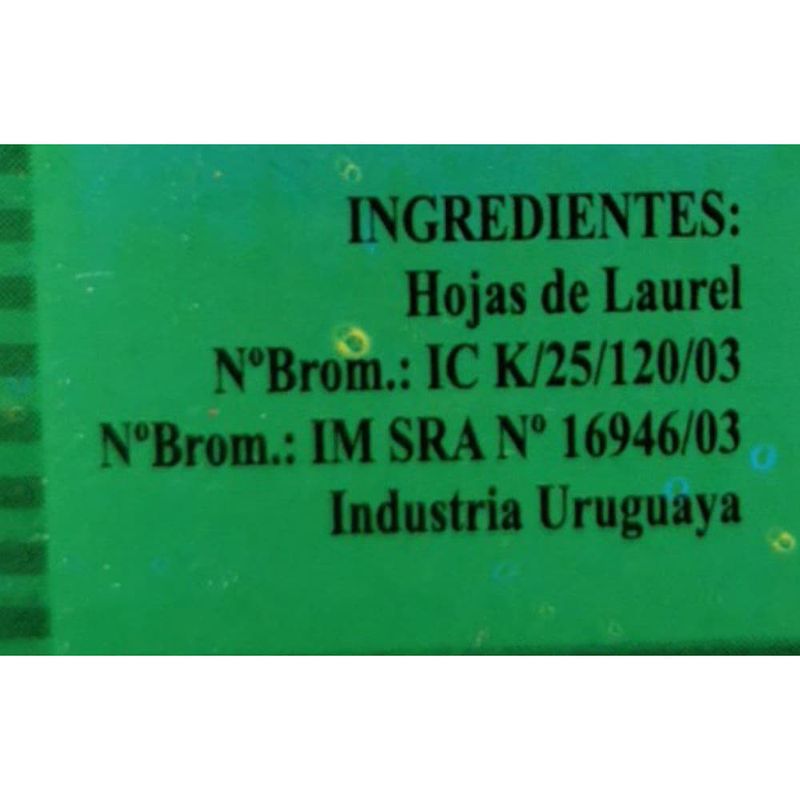 INGREDIENTES:
Hojas de Laurel
NºBrom.: IC K/25/120/03
NºBrom.: IM SRA Nº 16946/03
Industria Uruguaya